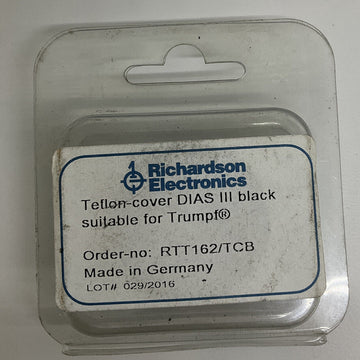 Richardson
Electronics
Teflon-cover DIAS III black
suitable for Trumpf®
Order-no: RTT162/TCB
Made in Germany
LOT# 029/2016